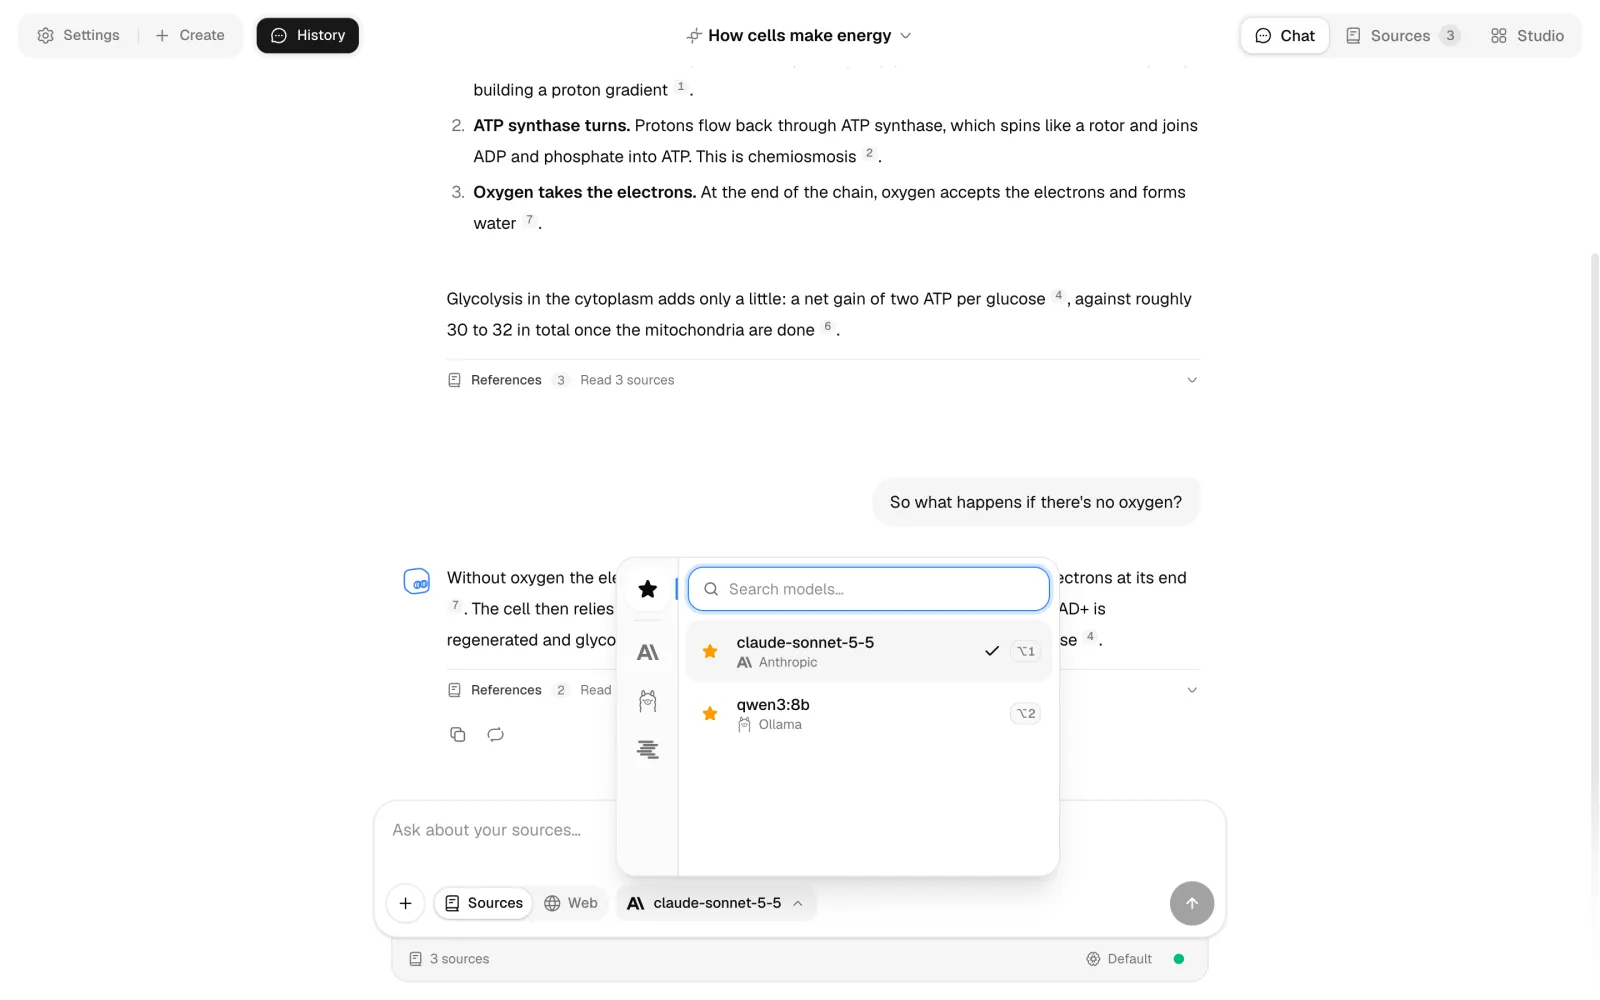 Settings
Create
History
How cells make energy
Chat
Sources 3
Studio
building a proton gradient 1.
2. ATP synthase turns. Protons flow back through ATP synthase, which spins like a rotor and joins
ADP and phosphate into ATP. This is chemiosmosis 2.
3. Oxygen takes the electrons. At the end of the chain, oxygen accepts the electrons and forms
water 7.
Glycolysis in the cytoplasm adds only a little: a net gain of two ATP per glucose 4, against roughly
30 to 32 in total once the mitochondria are done 6.
References 3 Read 3 sources
So what happens if there's no oxygen?
Without oxygen the
at its end
7. The cell then relies
is
regenerated and
4.
References 2 Read
Search models...
claude-sonnet-5-5
Anthropic
⌥1
qwen3:8b
Ollama
⌥2
Ask about your sources...
Sources
Web
claude-sonnet-5-5
3 sources
Default